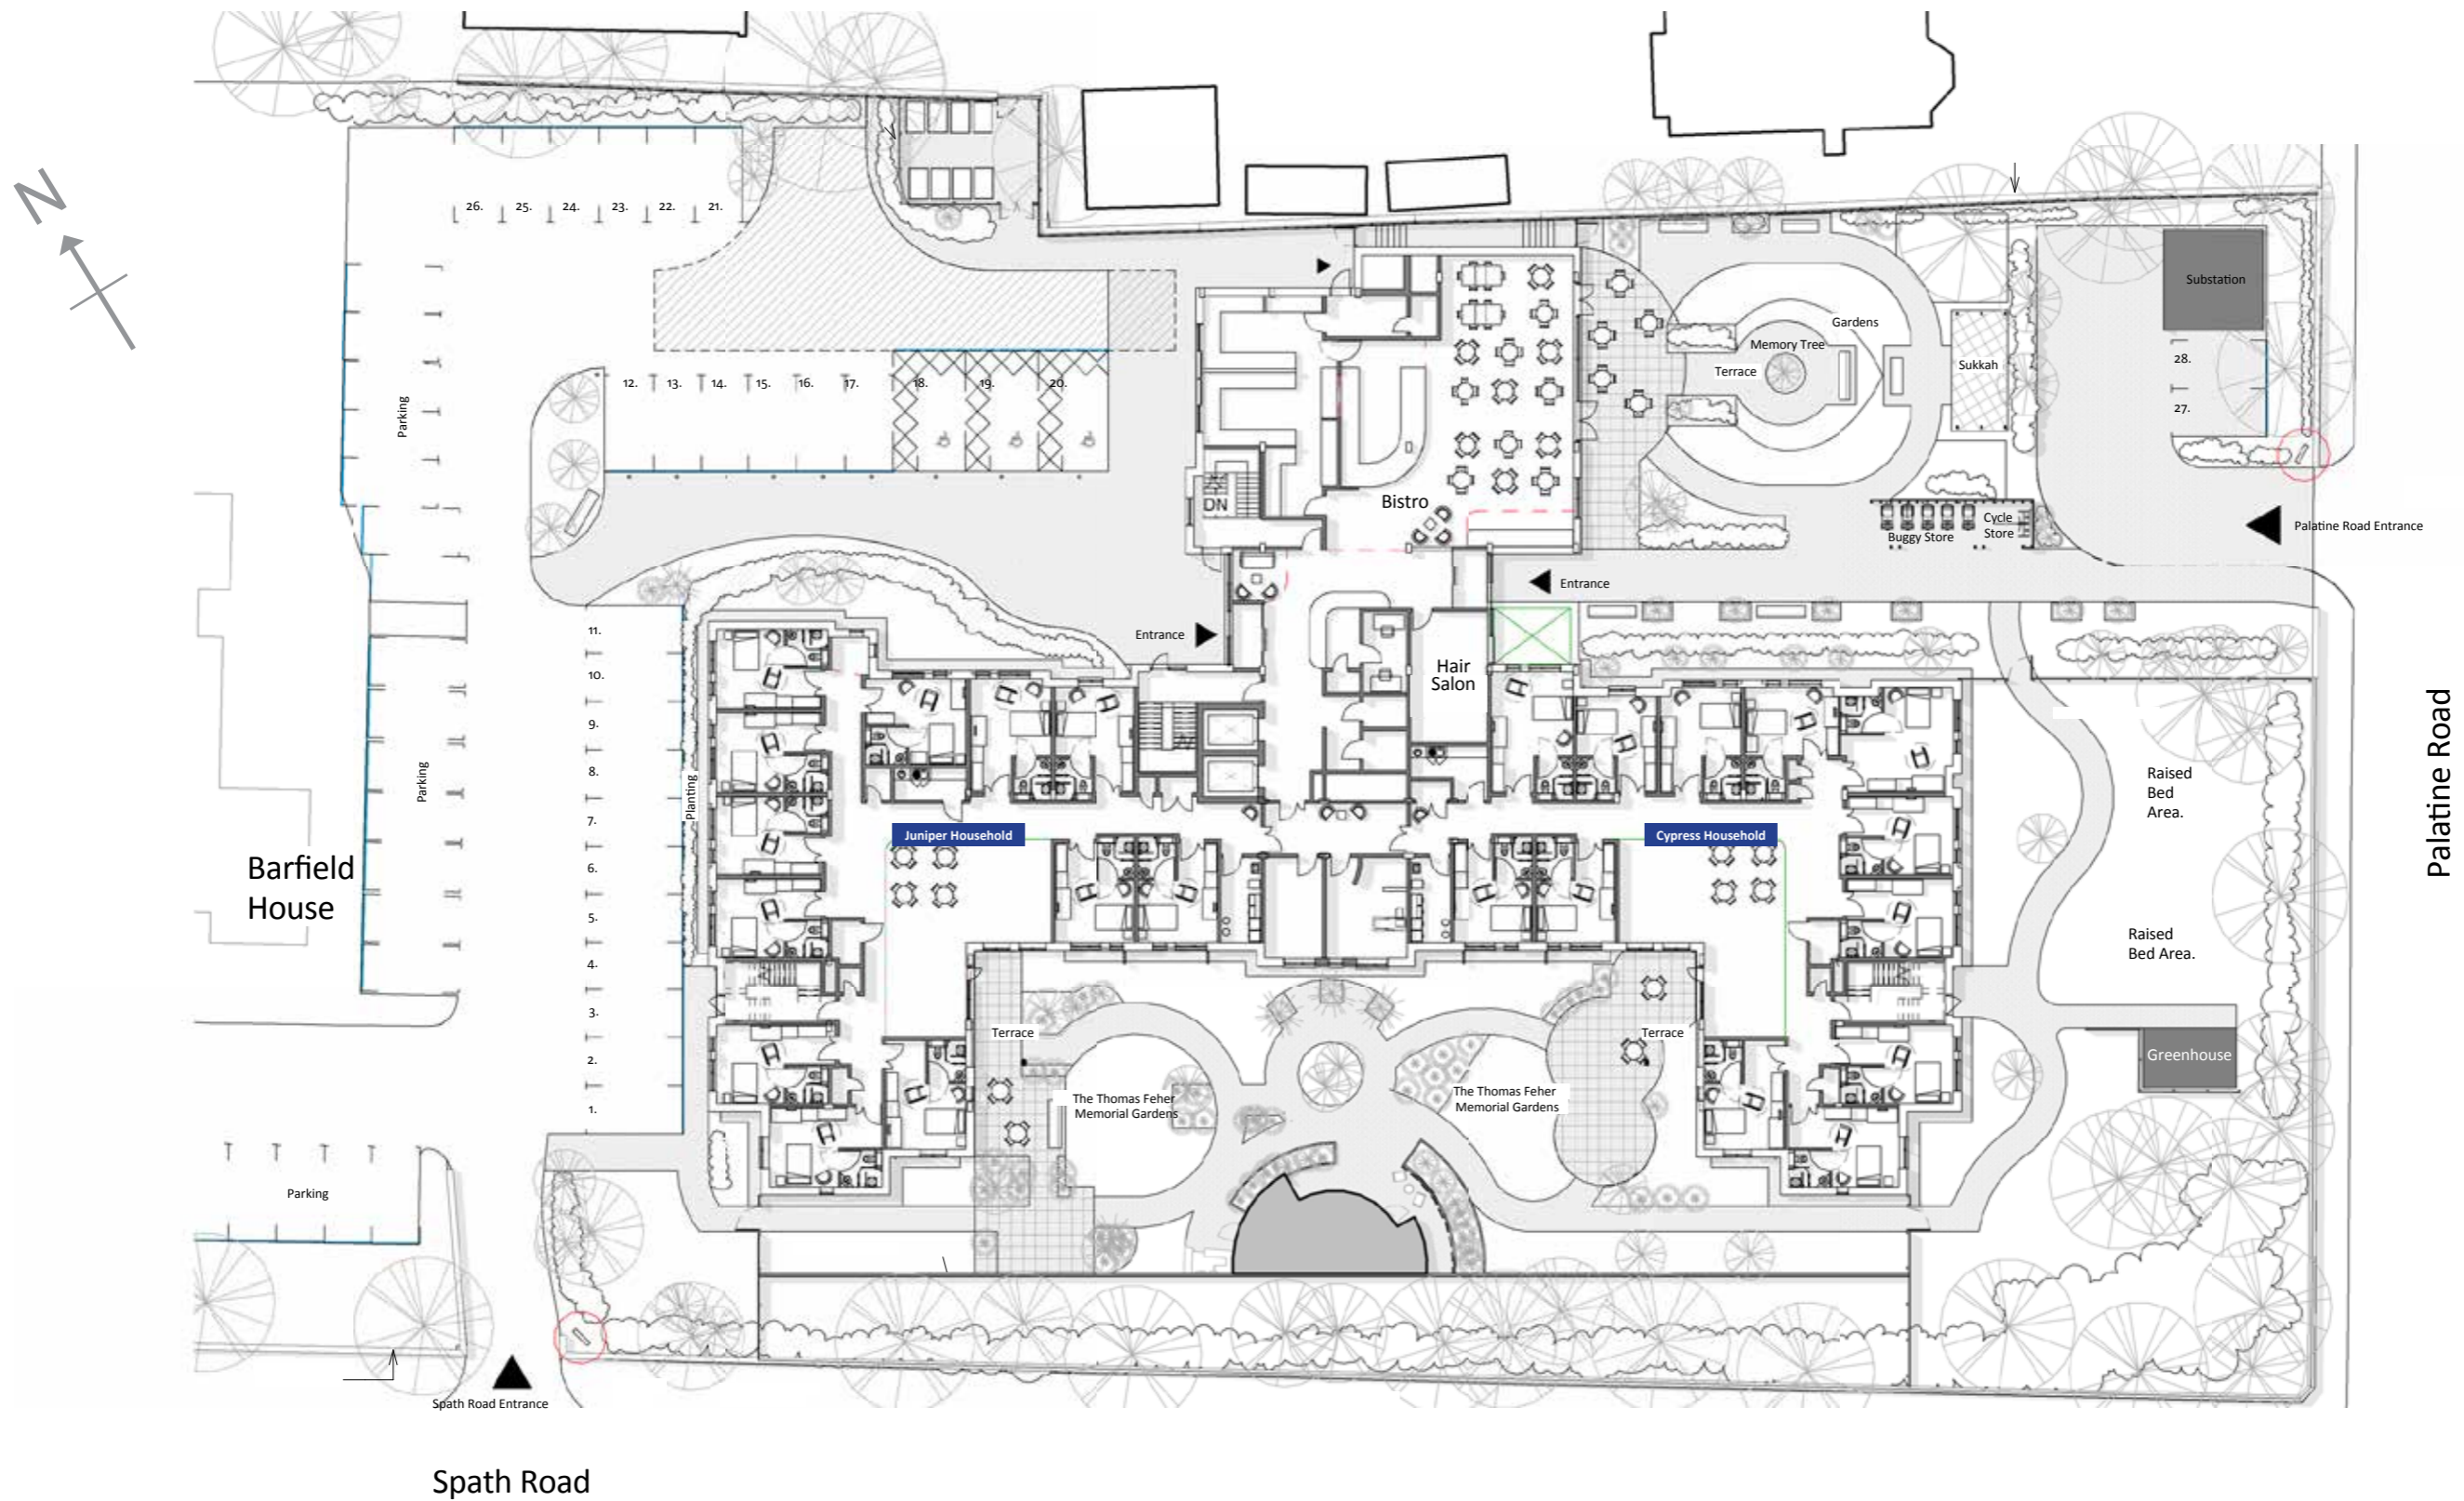 N
26.
25.
24.
23.
22.
21.
Substation
Gardens
Memory Tree
Terrace
Sukkah
28.
27.
12.
13.
14.
15.
16.
17.
18.
19.
20.
Parking
DN
Bistro
Buggy Store
Cycle
Store
Palatine Road Entrance
Entrance
Entrance
Hair
Salon
11.
10.
9.
8.
7.
6.
5.
4.
3.
2.
1.
Planting
Parking
Barfield
House
Juniper Household
Cypress Household
Raised
Bed
Area.
Raised
Bed Area.
Palatine Road
Terrace
Terrace
Greenhouse
The Thomas Feher
Memorial Gardens
The Thomas Feher
Memorial Gardens
Parking
Spath Road Entrance
Spath Road